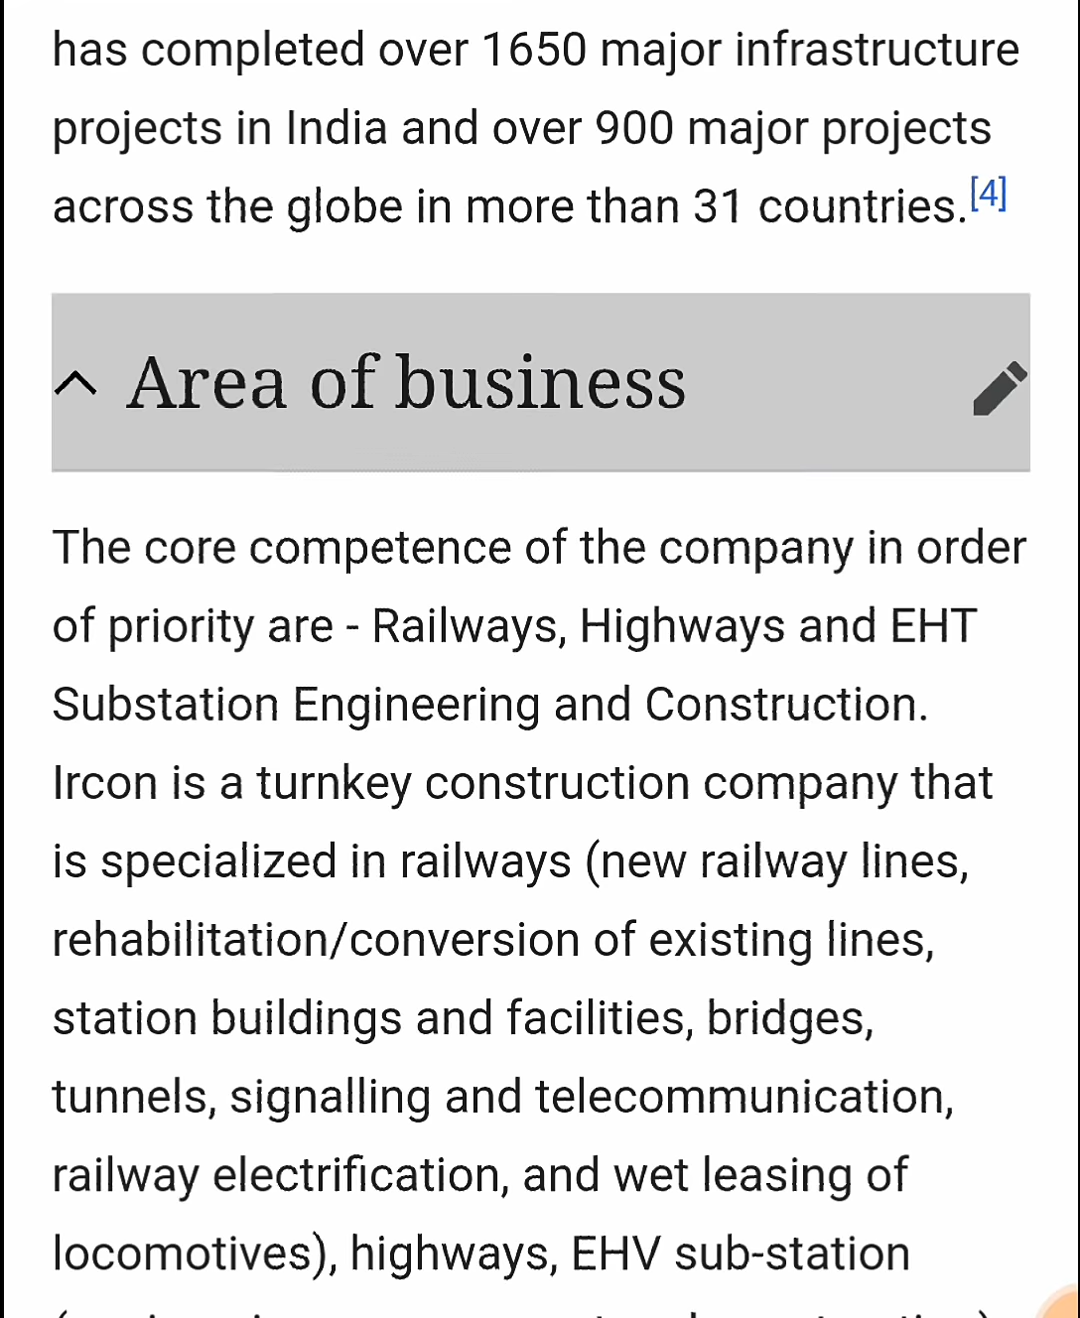 has completed over 1650 major infrastructure
projects in India and over 900 major projects
across the globe in more than 31 countries.[4]
Area of business
The core competence of the company in order
of priority are - Railways, Highways and EHT
Substation Engineering and Construction.
Ircon is a turnkey construction company that
is specialized in railways (new railway lines,
rehabilitation/conversion of existing lines,
station buildings and facilities, bridges,
tunnels, signalling and telecommunication,
railway electrification, and wet leasing of
locomotives), highways, EHV sub-station